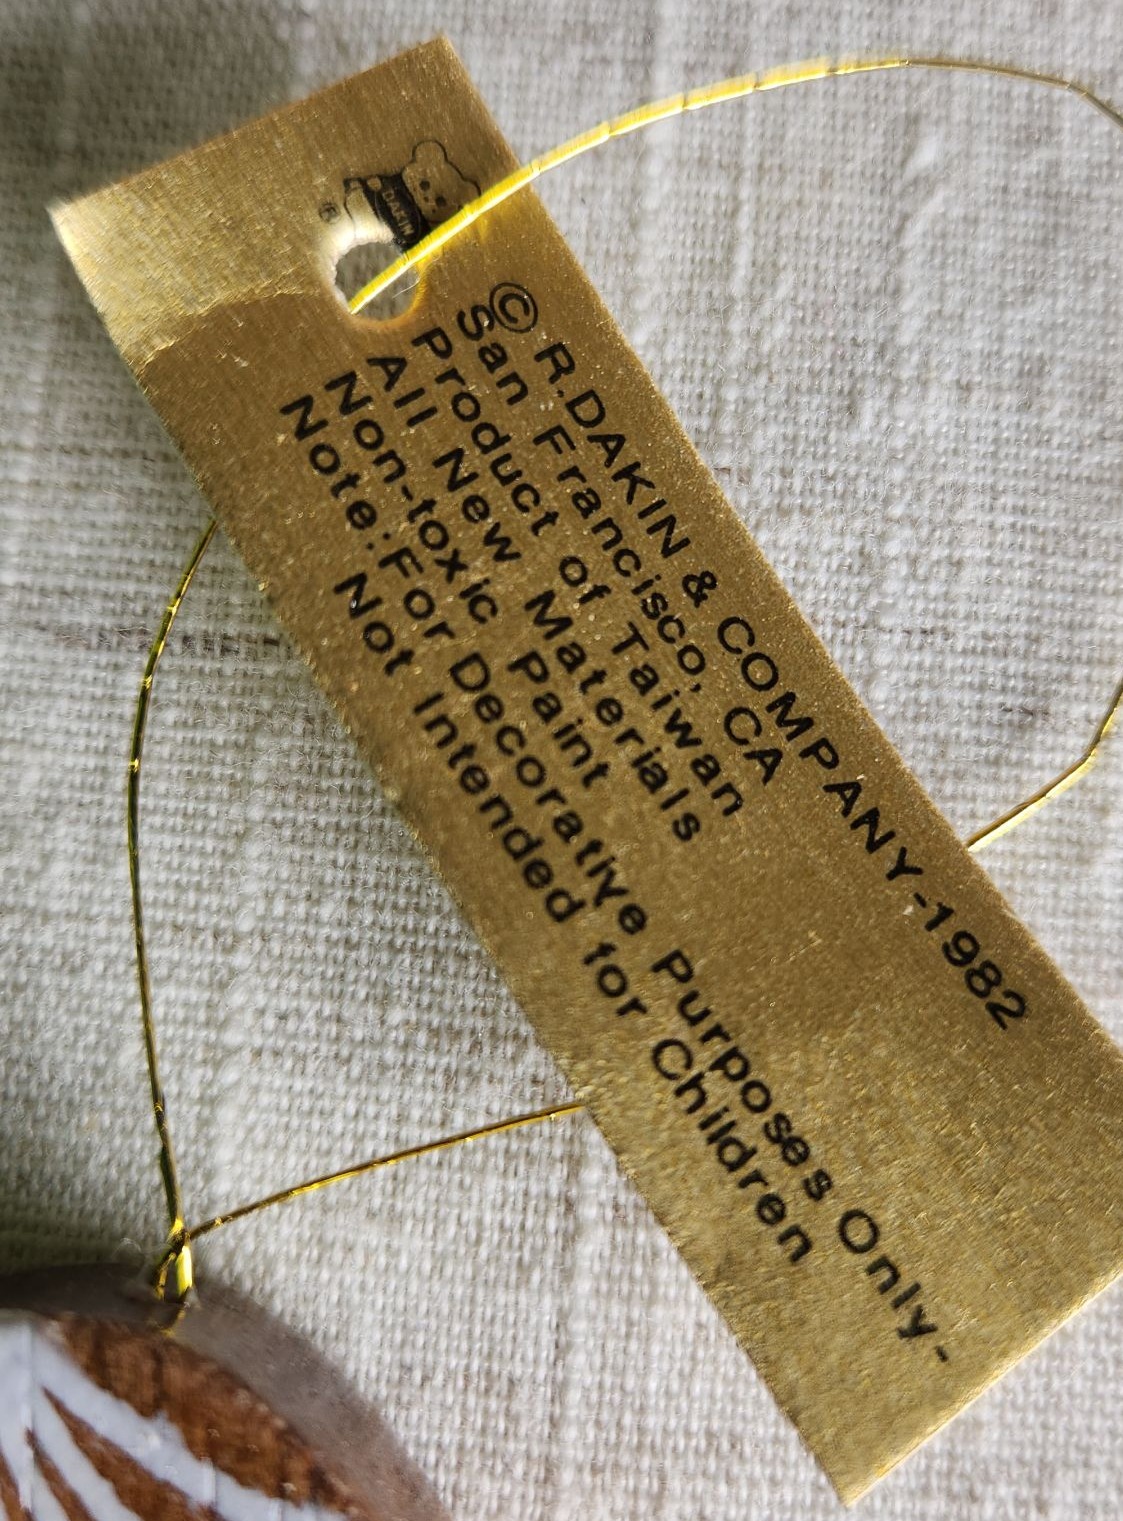 DAKIN
®
© R.DAKIN & COMPANY-1982
San Francisco, CA
Product of Taiwan
All New Materials
Non-toxic Paint
Note:For Decorative Purposes Only-
Not Intended for Children